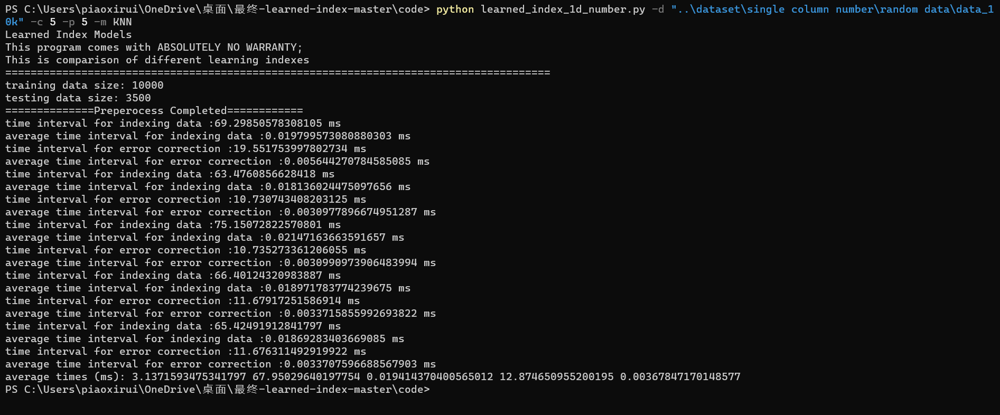 PS C:\Users\piaoxirui\OneDrive\桌面\最终-learned-index-master\code> python learned_index_1d_number.py -d "..\dataset\single column number\random data\data_1
0k" -c 5 -p 5 -m KNN
Learned Index Models
This program comes with ABSOLUTELY NO WARRANTY;
This is comparison of different learning indexes
======================================================================================
training data size: 10000
testing data size: 3500
==============Preperocess Completed============
time interval for indexing data :69.29850578308105 ms
average time interval for indexing data :0.019799573080880303 ms
time interval for error correction :19.551753997802734 ms
average time interval for error correction :0.005644270784585085 ms
time interval for indexing data :63.4760856628418 ms
average time interval for indexing data :0.018136024475097656 ms
time interval for error correction :10.730743408203125 ms
average time interval for error correction :0.0030977896674951287 ms
time interval for indexing data :75.15072822570801 ms
average time interval for indexing data :0.02147163663591657 ms
time interval for error correction :10.735273361206055 ms
average time interval for error correction :0.0030990973906483994 ms
time interval for indexing data :66.40124320983887 ms
average time interval for indexing data :0.018971783774239675 ms
time interval for error correction :11.67917251586914 ms
average time interval for error correction :0.0033715855992693822 ms
time interval for indexing data :65.42491912841797 ms
average time interval for indexing data :0.01869283403669085 ms
time interval for error correction :11.676311492919922 ms
average time interval for error correction :0.0033707596688567903 ms
average times (ms): 3.1371593475341797 67.95029640197754 0.019414370400565012 12.874650955200195 0.00367847170148577
PS C:\Users\piaoxirui\OneDrive\桌面\最终-learned-index-master\code>